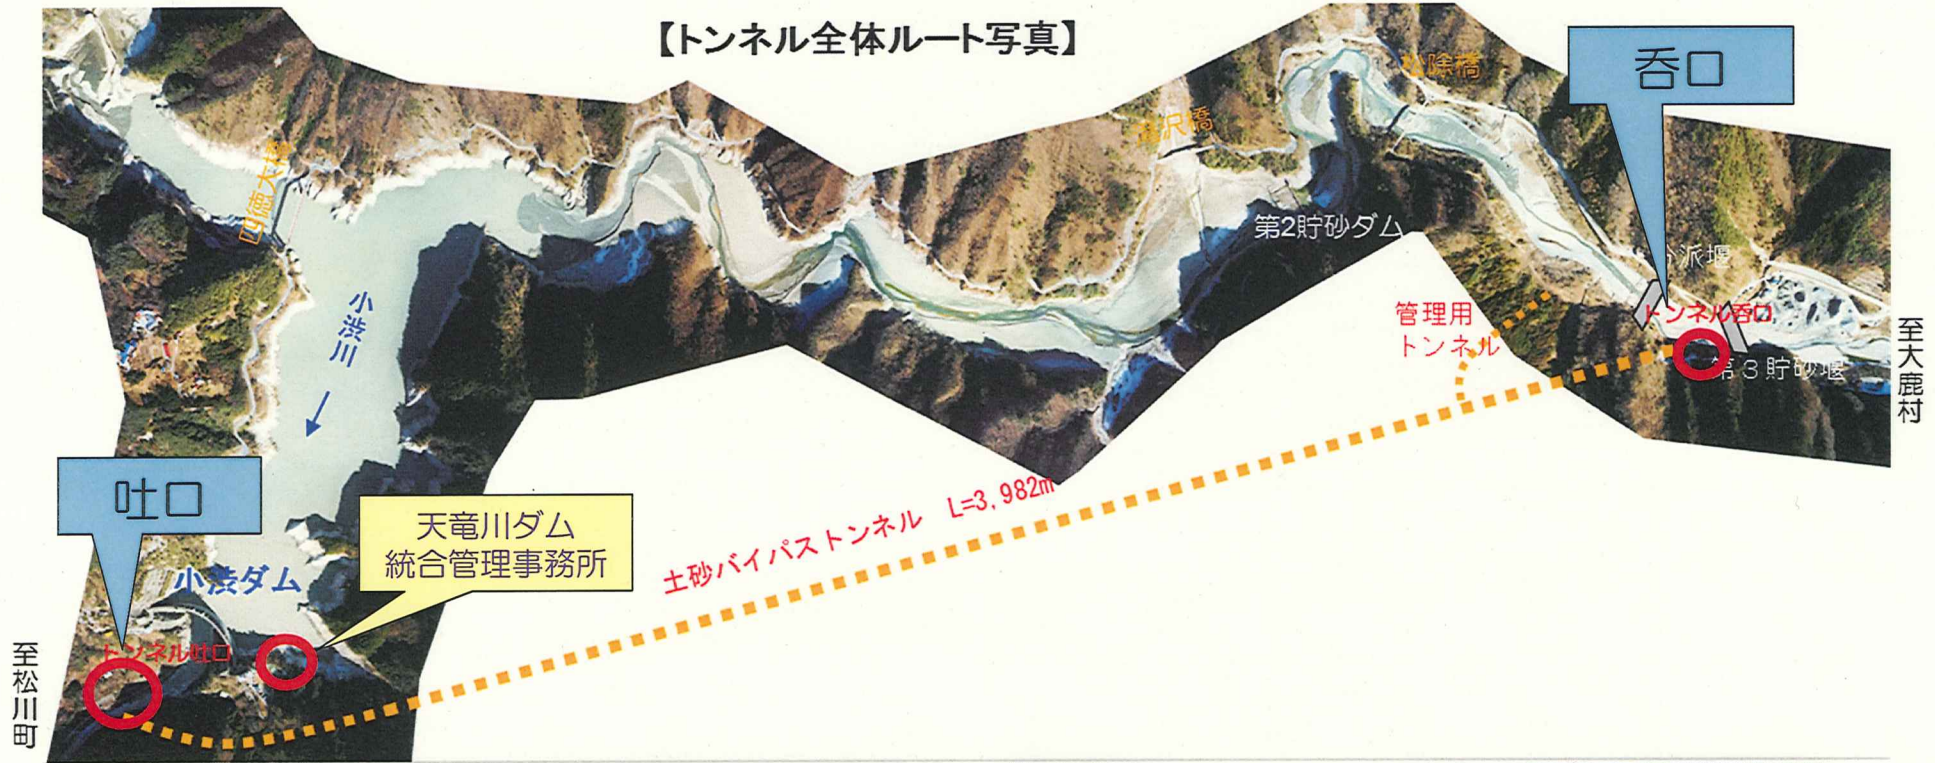 【トンネル全体ルート写真】
呑口
松除橋
四徳大橋
第2貯砂ダム
分派堰
トンネル呑口
第3貯砂堰
管理用
トンネル
至大鹿村
小渋川
吐口
天竜川ダム
統合管理事務所
土砂バイパストンネル L=3,982m
小渋ダム
トンネル吐口
至松川町